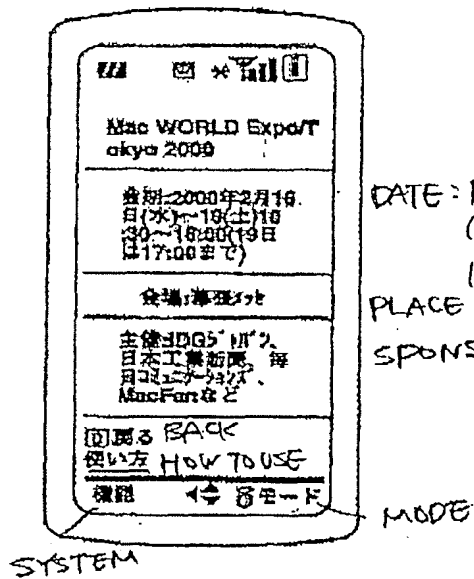 Mac WORLD Expo/T
okyo 2000
会期:2000年2月16
日(水)~19(土)10
:30~18:00(19日
は17:00まで)
会場:幕張メッセ
主催:IDGジャパン、
日本工業新聞、毎
日コミュニケーションズ、
MacFanなど
戻る BACK
使い方 HOW TO USE
機能 モード
DATE:
PLACE
SPONS
MODE
SYSTEM